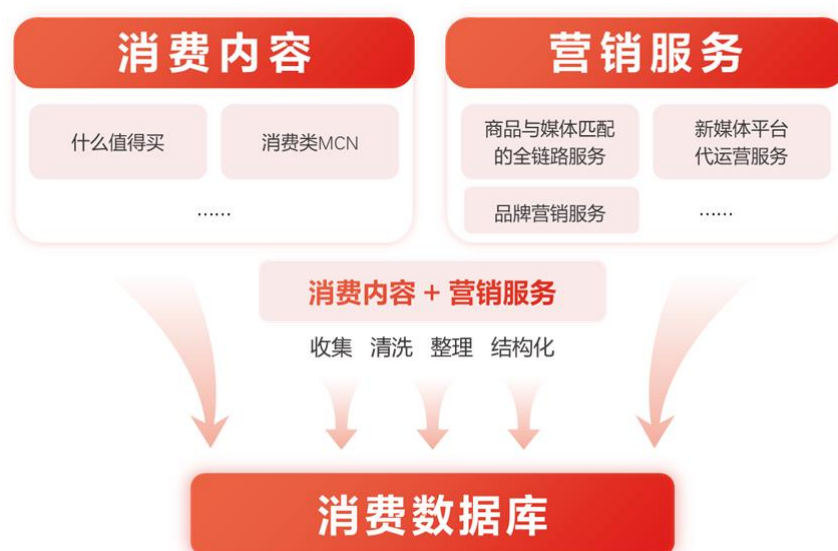 消费内容
营销服务
什么值得买
消费类MCN
……
商品与媒体匹配
的全链路服务
新媒体平台
代运营服务
品牌营销服务
……
消费内容 + 营销服务
收集 清洗 整理 结构化
消费数据库